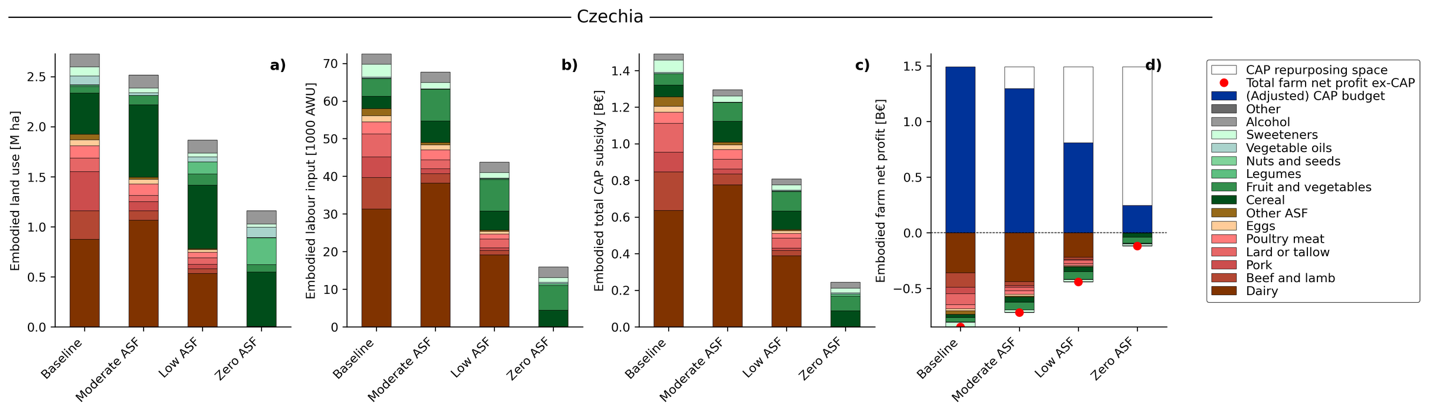 Czechia
a)
Embodied land use [M ha]
2.5
2.0
1.5
1.0
0.5
0.0
Baseline
Moderate ASF
Low ASF
Zero ASF
b)
Embodied labour input [1000 AWU]
70
60
50
40
30
20
10
0
Baseline
Moderate ASF
Low ASF
Zero ASF
c)
Embodied total CAP subsidy [B€]
1.4
1.2
1.0
0.8
0.6
0.4
0.2
0.0
Baseline
Moderate ASF
Low ASF
Zero ASF
d)
Embodied farm net profit [B€]
1.5
1.0
0.5
0.0
−0.5
Baseline
Moderate ASF
Low ASF
Zero ASF
CAP repurposing space
Total farm net profit ex-CAP
(Adjusted) CAP budget
Other
Alcohol
Sweeteners
Vegetable oils
Nuts and seeds
Legumes
Fruit and vegetables
Cereal
Other ASF
Eggs
Poultry meat
Lard or tallow
Pork
Beef and lamb
Dairy